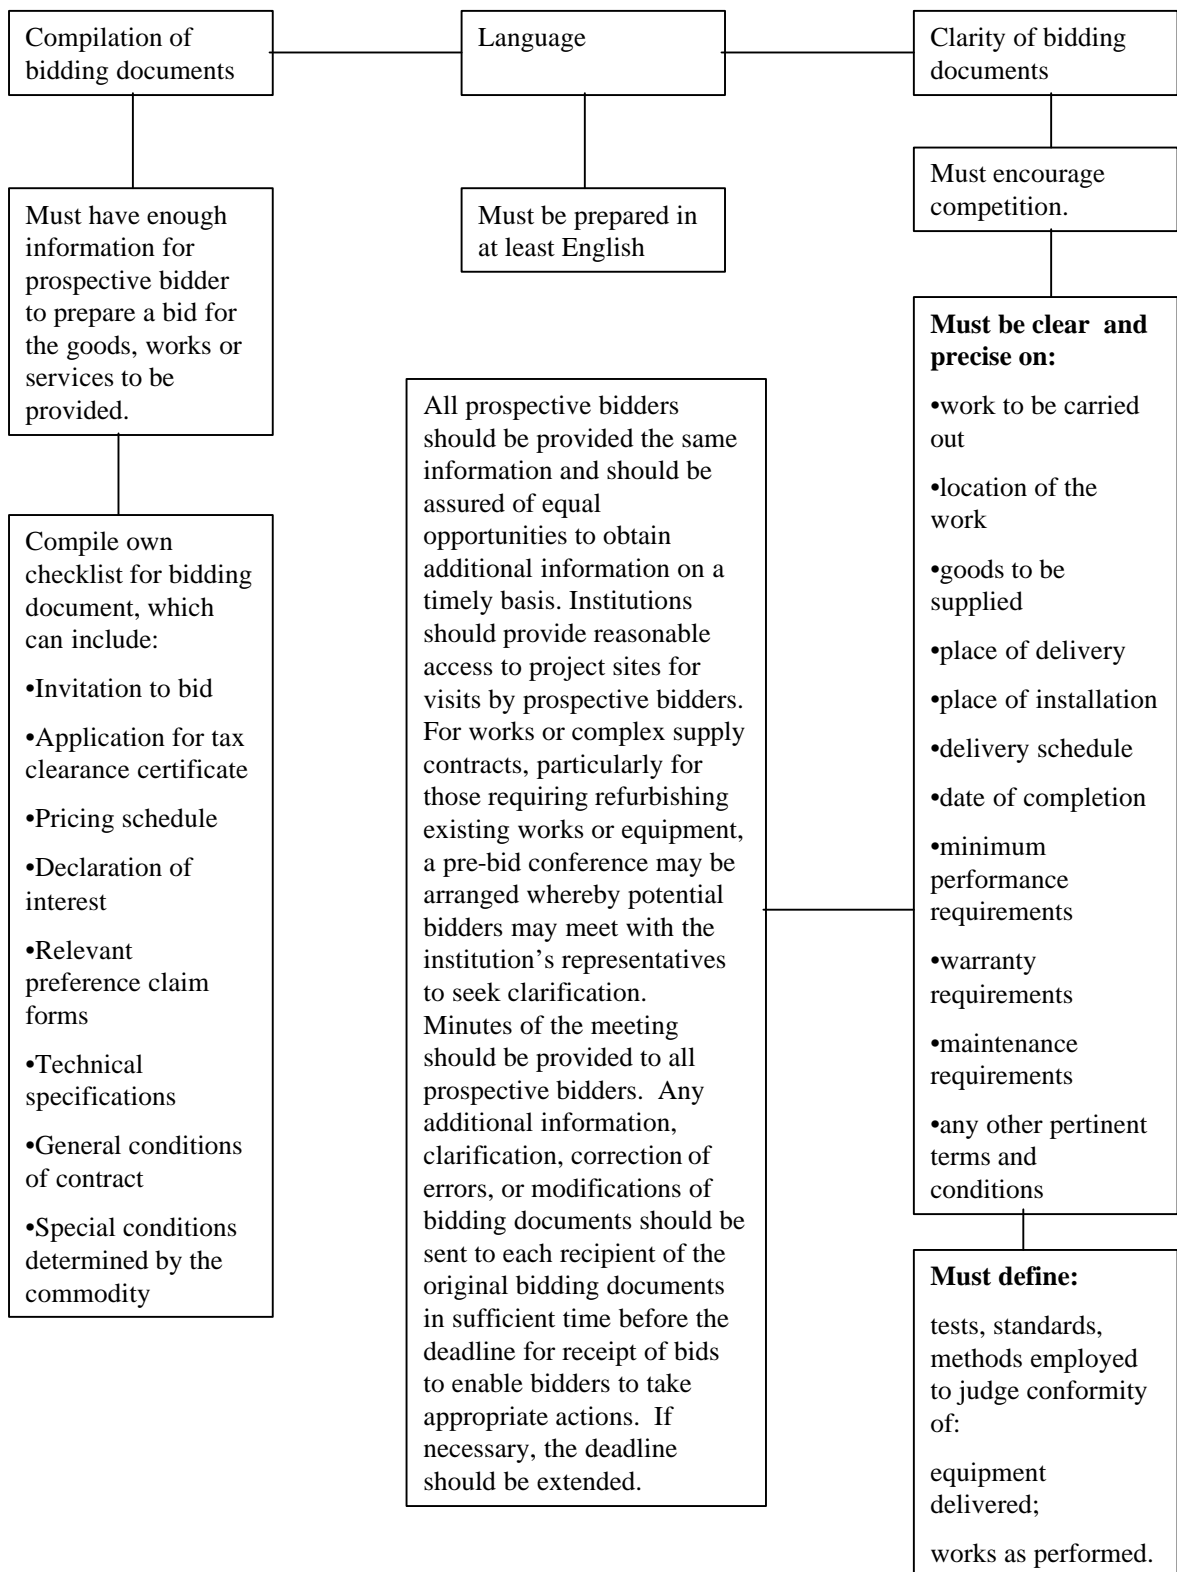 Compilation of
bidding documents
Language
Clarity of bidding
documents
Must have enough
information for
prospective bidder
to prepare a bid for
the goods, works or
services to be
provided.
Must be prepared in
at least English
Must encourage
competition.
Compile own
checklist for bidding
document, which
can include:
•Invitation to bid
•Application for tax
clearance certificate
•Pricing schedule
•Declaration of
interest
•Relevant
preference claim
forms
•Technical
specifications
•General conditions
of contract
•Special conditions
determined by the
commodity
All prospective bidders
should be provided the same
information and should be
assured of equal
opportunities to obtain
additional information on a
timely basis. Institutions
should provide reasonable
access to project sites for
visits by prospective bidders.
For works or complex supply
contracts, particularly for
those requiring refurbishing
existing works or equipment,
a pre-bid conference may be
arranged whereby potential
bidders may meet with the
institution’s representatives
to seek clarification.
Minutes of the meeting
should be provided to all
prospective bidders.  Any
additional information,
clarification, correction of
errors, or modifications of
bidding documents should be
sent to each recipient of the
original bidding documents
in sufficient time before the
deadline for receipt of bids
to enable bidders to take
appropriate actions.  If
necessary, the deadline
should be extended.
Must be clear  and
precise on:
•work to be carried
out
•location of the
work
•goods to be
supplied
•place of delivery
•place of installation
•delivery schedule
•date of completion
•minimum
performance
requirements
•warranty
requirements
•maintenance
requirements
•any other pertinent
terms and
conditions
Must define:
tests, standards,
methods employed
to judge conformity
of:
equipment
delivered;
works as performed.